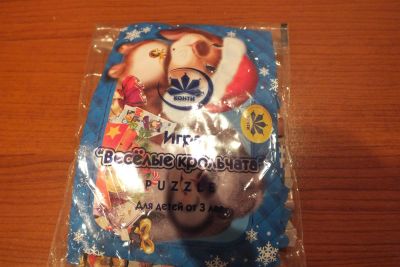 КОНТИ
Игра
"Весёлые крольчата"
PUZZLE
Для детей от 3 лет